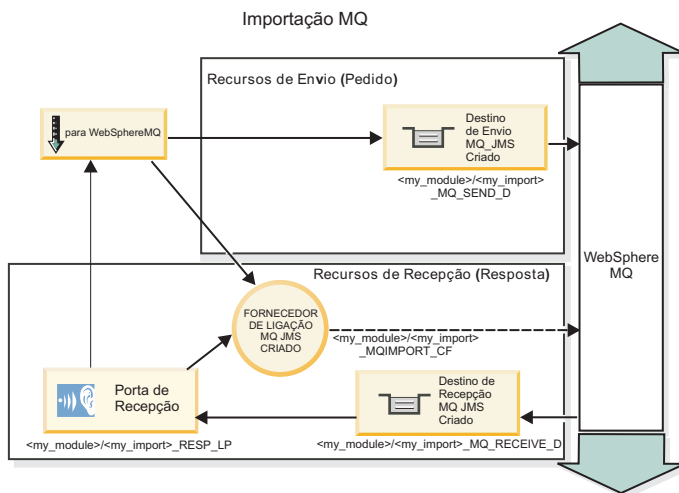 Importação MQ
Recursos de Envio (Pedido)
para WebSphereMQ
Destino
de Envio
MQ_JMS
Criado
<my_module>/<my_import>
_MQ_SEND_D
WebSphere
MQ
Recursos de Recepção (Resposta)
FORNECEDOR
DE LIGAÇÃO
MQ JMS
CRIADO
<my_module>/<my_import>
_MQIMPORT_CF
Porta de
Recepção
<my_module>/<my_import>_RESP_LP
Destino de
Recepção
MQ JMS
Criado
<my_module>/<my_import>_MQ_RECEIVE_D